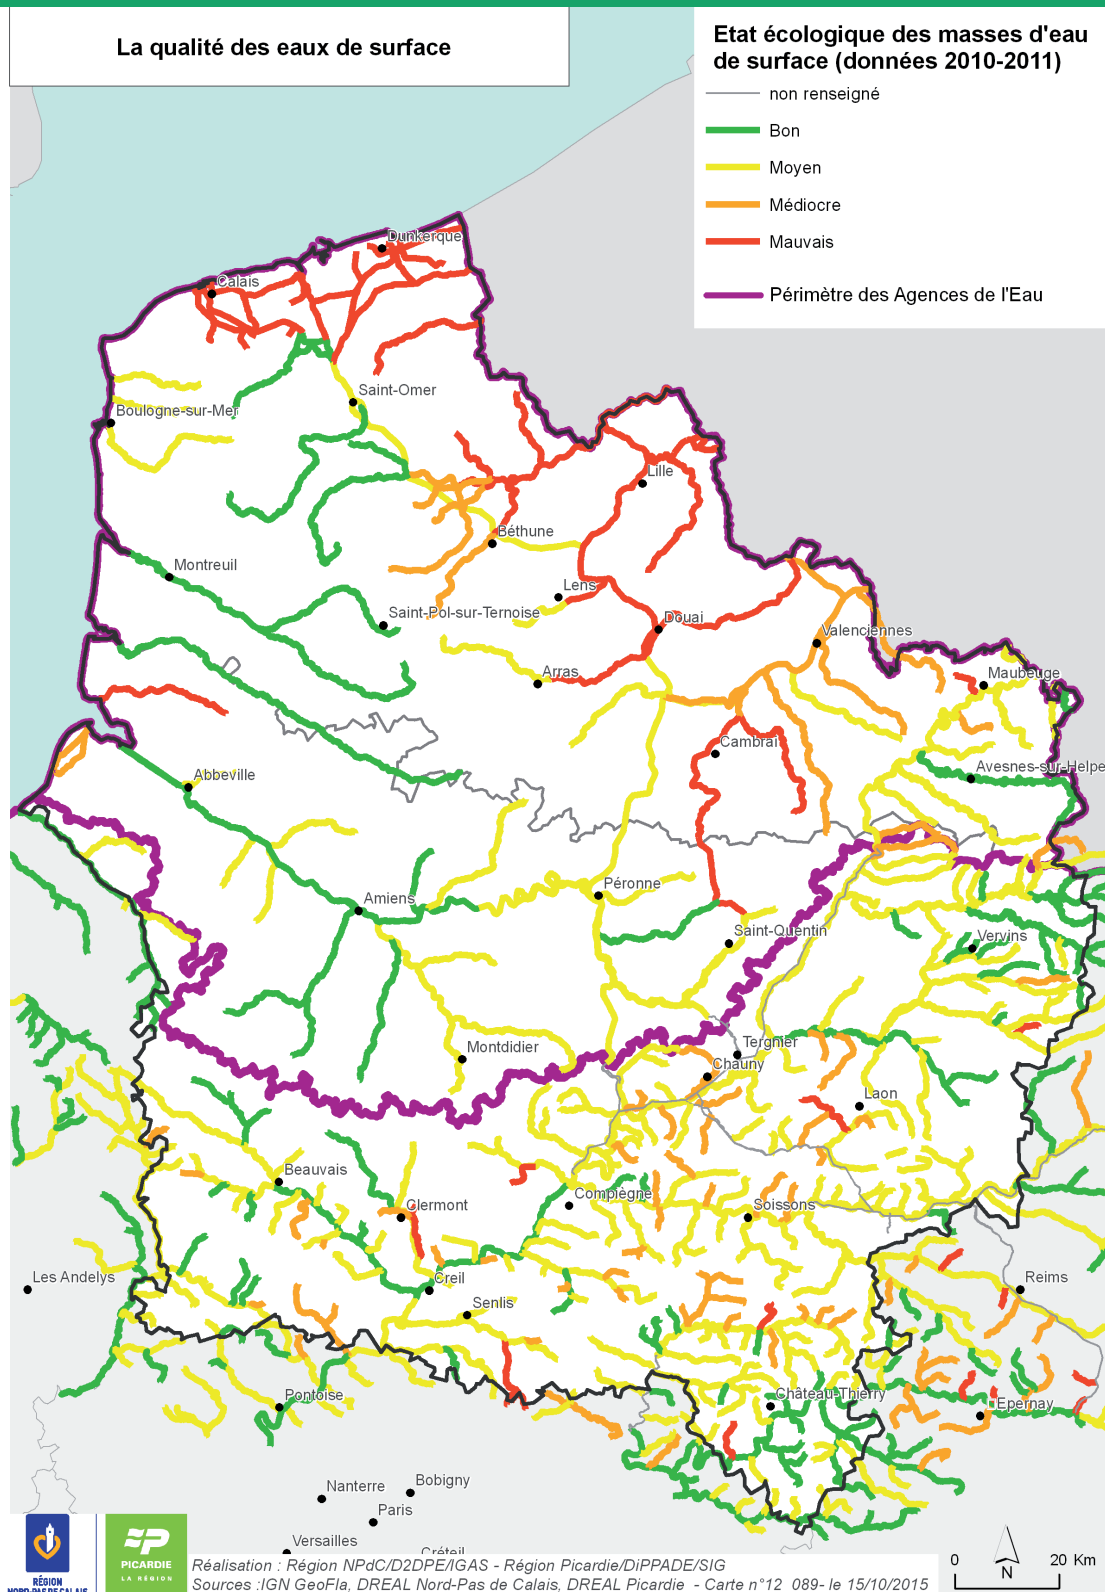 La qualité des eaux de surface
Etat écologique des masses d'eau
de surface (données 2010-2011)
non renseigné
Bon
Moyen
Médiocre
Mauvais
Périmètre des Agences de l'Eau
Dunkerque
Calais
Saint-Omer
Boulogne-sur-Mer
Lille
Béthune
Montreuil
Lens
Saint-Pol-sur-Ternoise
Douai
Valenciennes
Arras
Maubeuge
Cambrai
Avesnes-sur-Helpe
Abbeville
Péronne
Amiens
Saint-Quentin
Vervins
Montdidier
Tergnier
Chauny
Laon
Beauvais
Compiègne
Clermont
Soissons
Les Andelys
Creil
Reims
Senlis
Château-Thierry
Pontoise
Epernay
Bobigny
Nanterre
Paris
Versailles
Créteil
RÉGION
NORD-PAS DE CALAIS
PICARDIE
LA RÉGION
Réalisation : Région NPdC/D2DPE/IGAS - Région Picardie/DiPPADE/SIG
Sources :IGN GeoFla, DREAL Nord-Pas de Calais, DREAL Picardie - Carte n°12_089- le 15/10/2015
0 20 Km
N